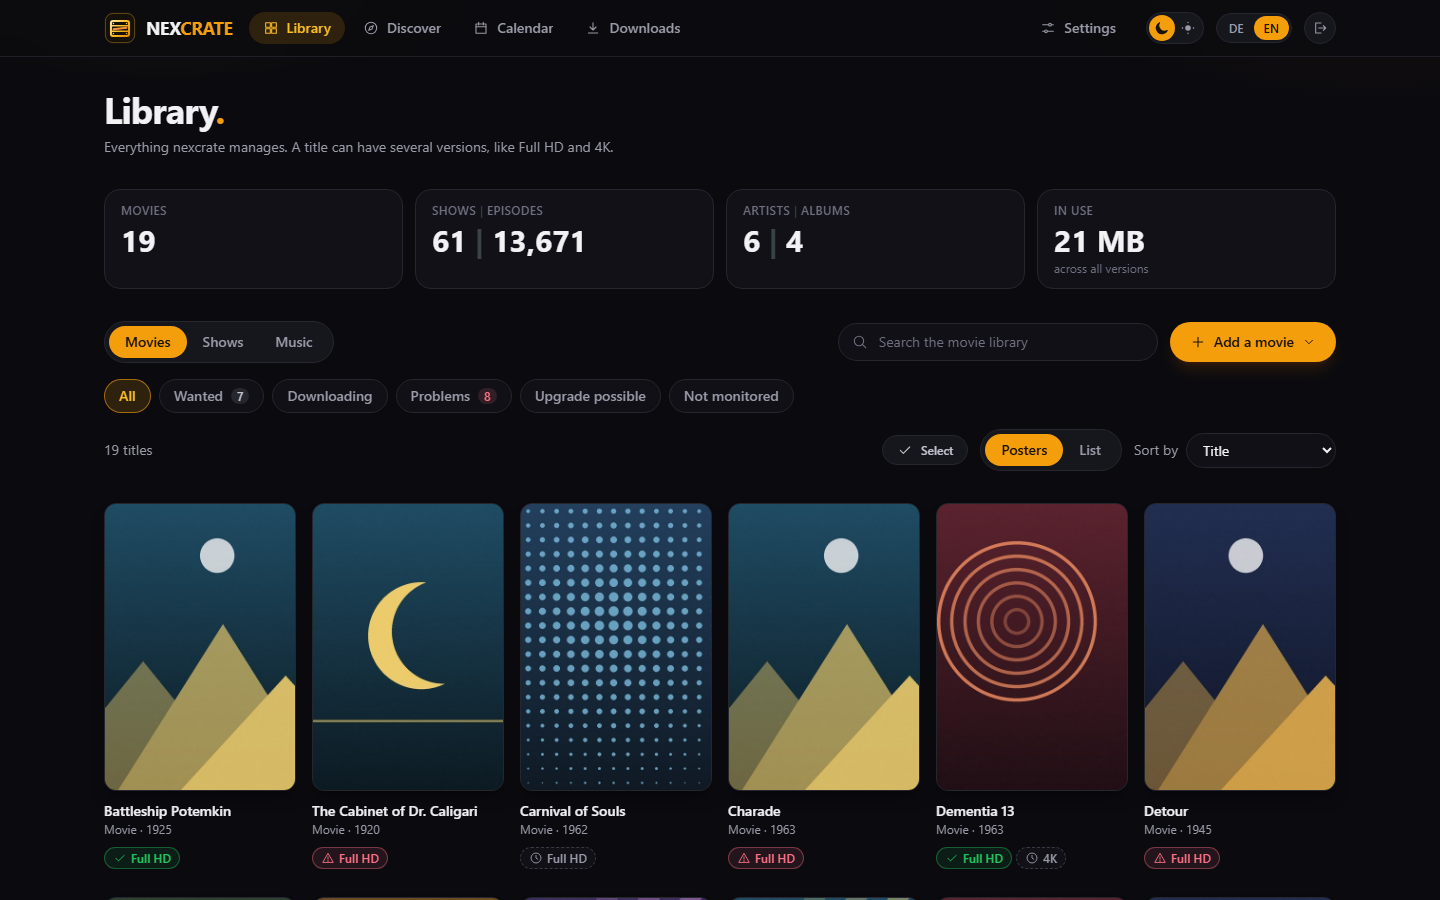 NEXCRATE Library Discover Calendar Downloads Settings DE EN
Library.
Everything nexcrate manages. A title can have several versions, like Full HD and 4K.
MOVIES
19
SHOWS | EPISODES
61 | 13,671
ARTISTS | ALBUMS
6 | 4
IN USE
21 MB
across all versions
Movies Shows Music Search the movie library + Add a movie
All Wanted 7 Downloading Problems 8 Upgrade possible Not monitored
19 titles Select Posters List Sort by Title
Battleship Potemkin
Movie · 1925
Full HD
The Cabinet of Dr. Caligari
Movie · 1920
Full HD
Carnival of Souls
Movie · 1962
Full HD
Charade
Movie · 1963
Full HD
Dementia 13
Movie · 1963
Full HD 4K
Detour
Movie · 1945
Full HD